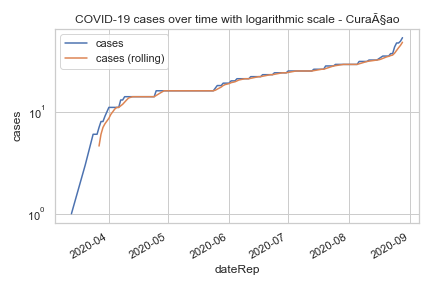 COVID-19 cases over time with logarithmic scale - CuraÃ§ao
cases
cases (rolling)
10¹
10⁰
cases
2020-04
2020-05
2020-06
2020-07
2020-08
2020-09
dateRep